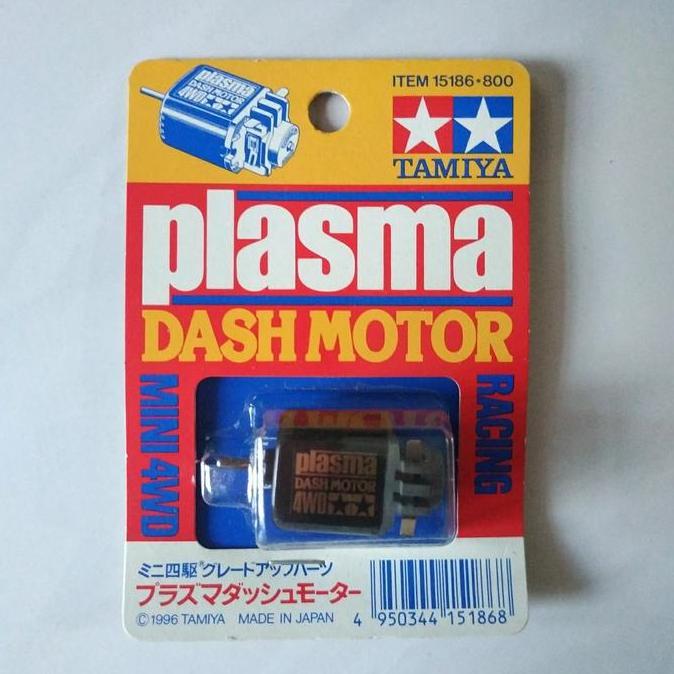 plasma
DASH MOTOR
4WD
ITEM 15186•800
TAMIYA
plasma
DASH MOTOR
MINI 4WD
RACING
plasma
DASH MOTOR
4WD
ミニ四駆®グレードアップパーツ
プラズマダッシュモーター
©1996 TAMIYA MADE IN JAPAN
4 950344 151868